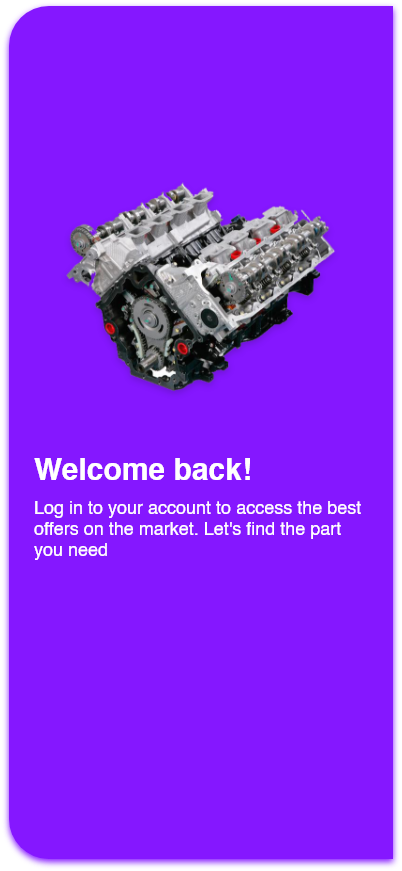 Welcome back!
Log in to your account to access the best
offers on the market. Let's find the part
you need